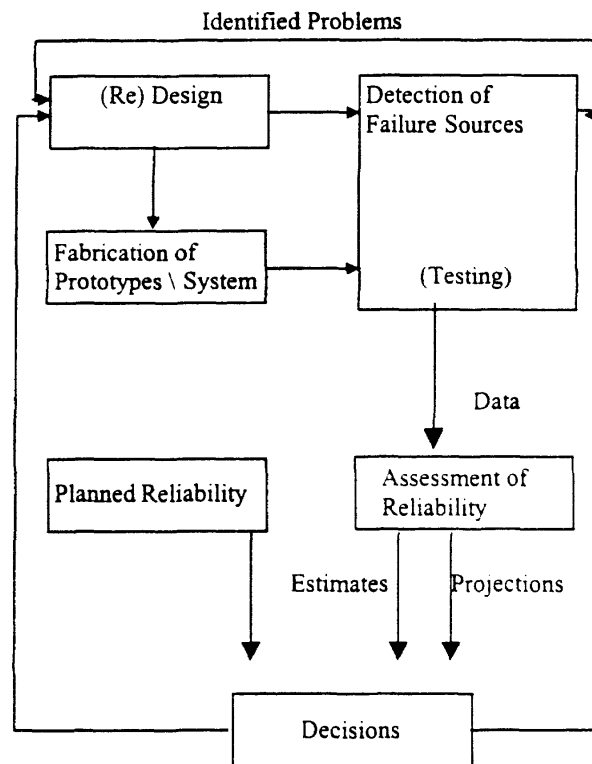 Identified Problems
(Re) Design
Detection of
Failure Sources
Fabrication of
Prototypes \ System
(Testing)
Data
Planned Reliability
Assessment of
Reliability
Estimates
Projections
Decisions